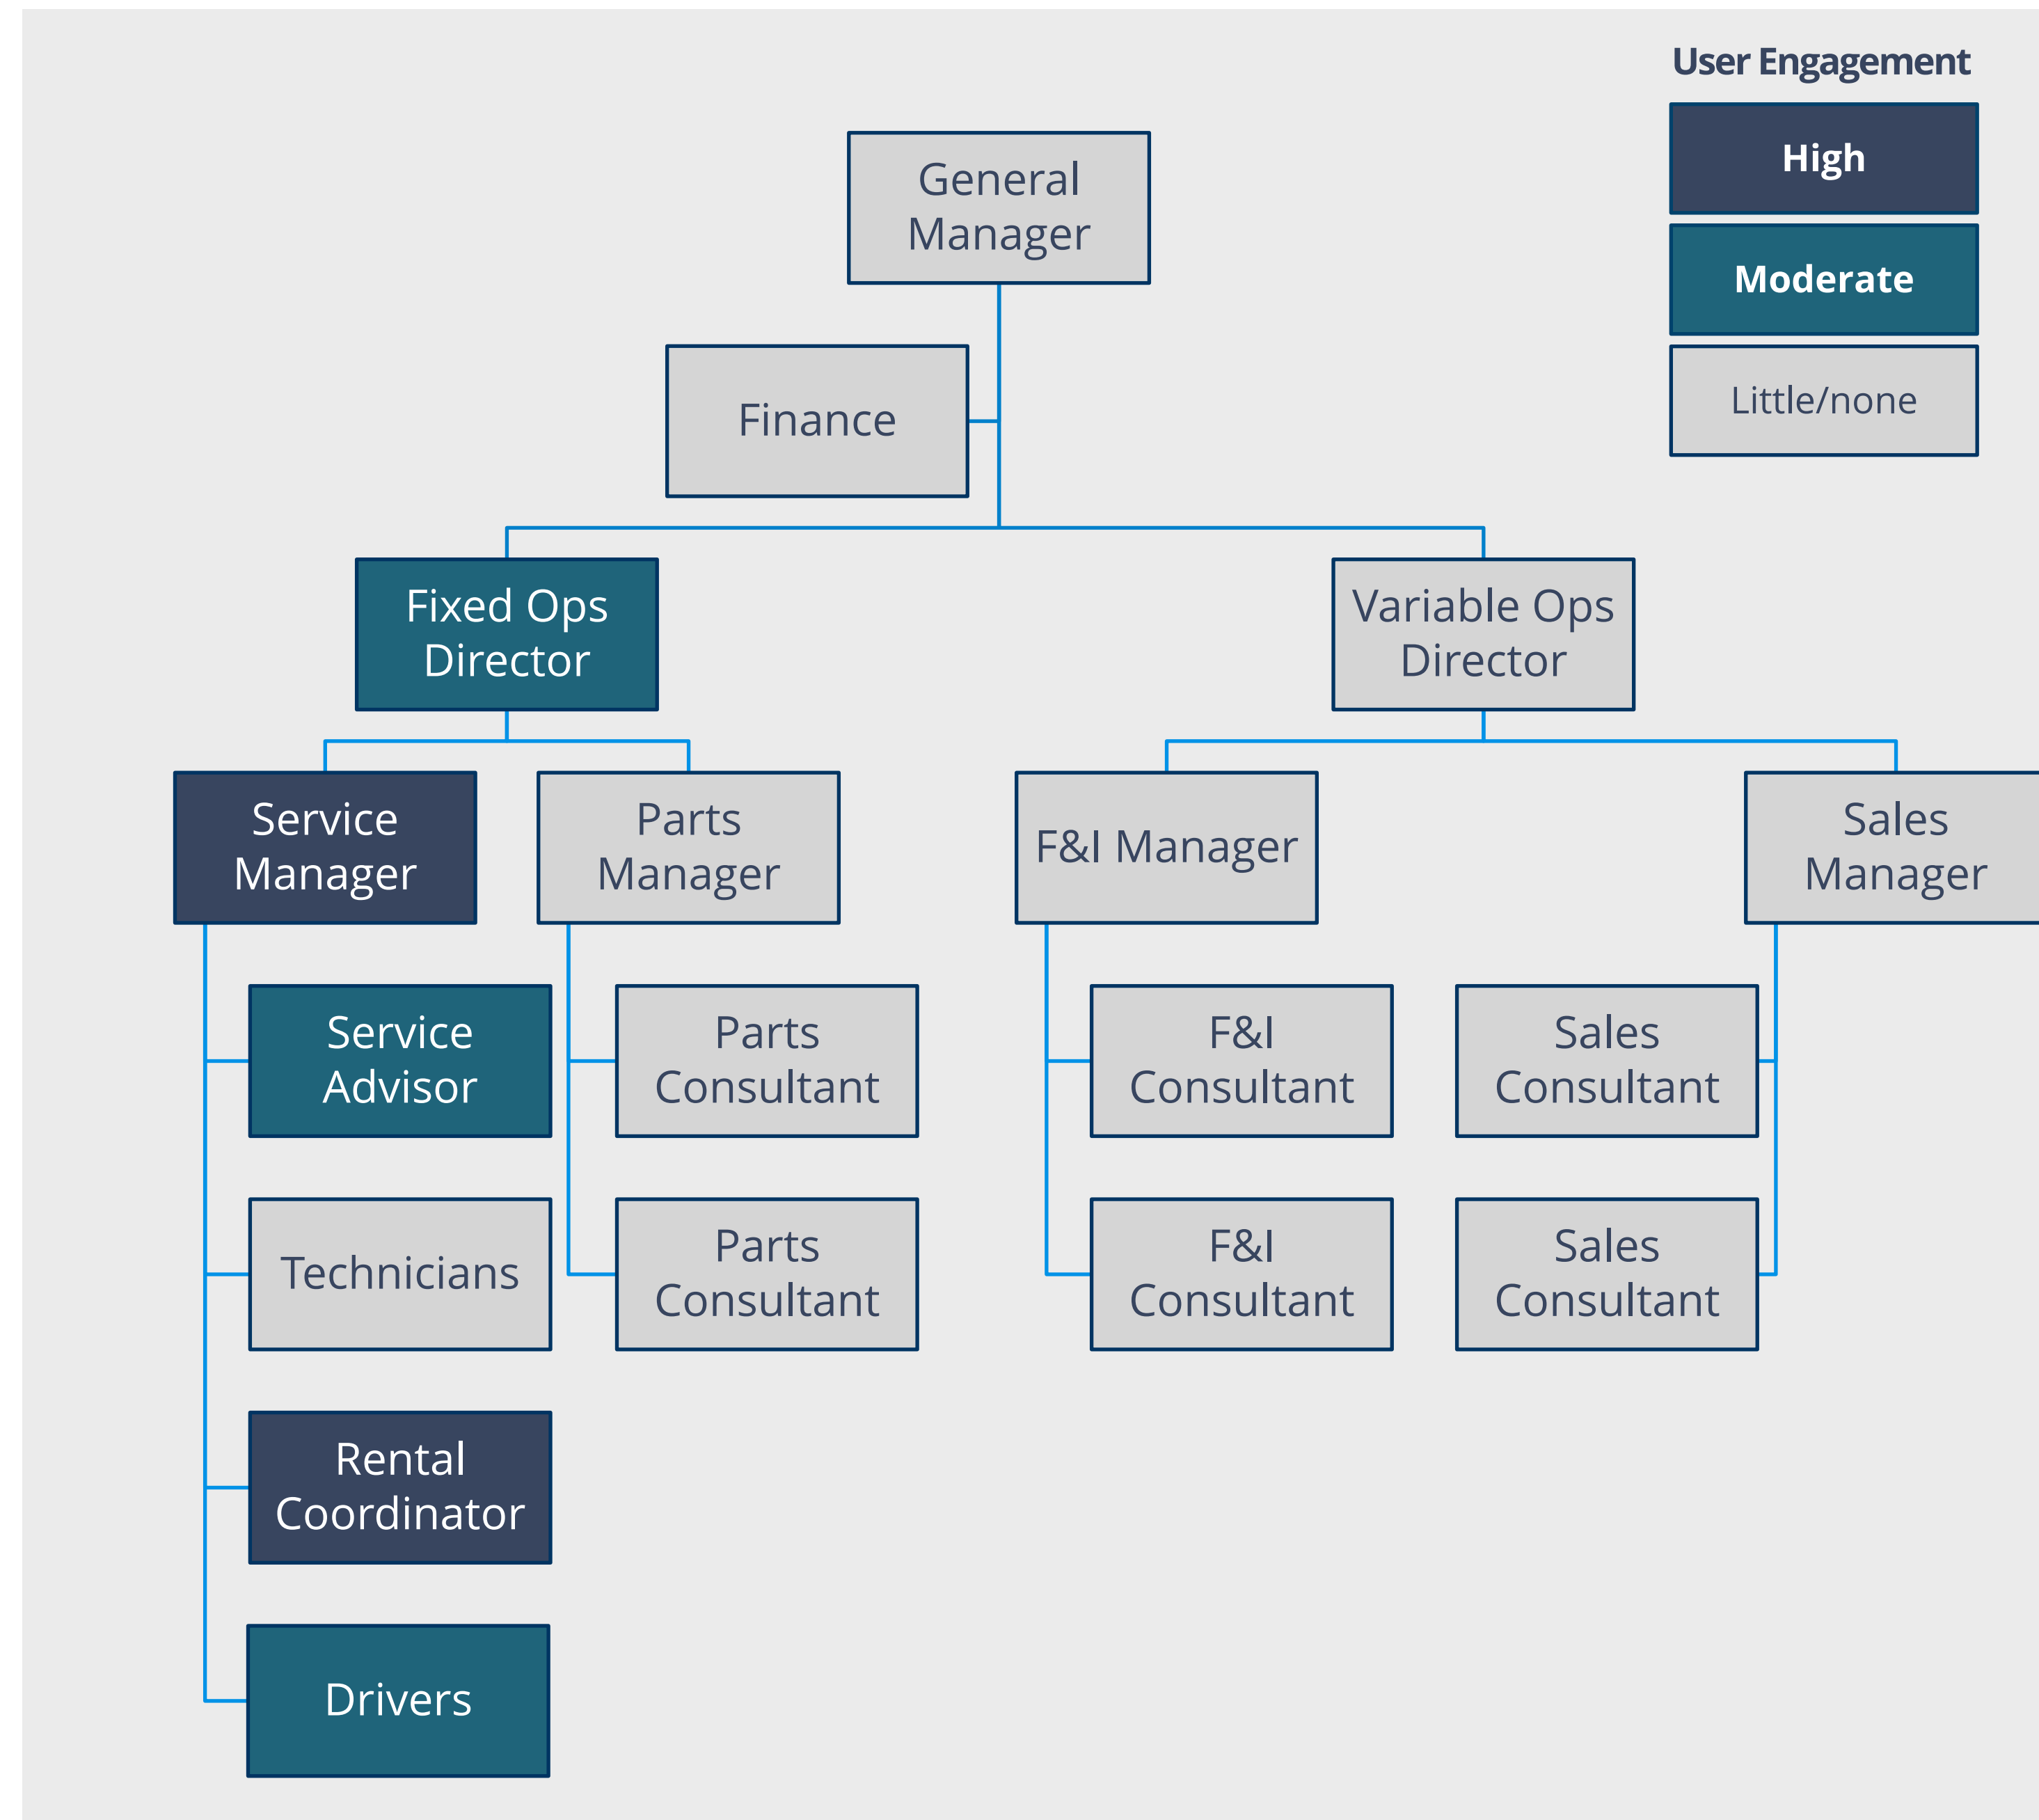 User Engagement
High
Moderate
Little/none
General
Manager
Finance
Fixed Ops
Director
Variable Ops
Director
Service
Manager
Parts
Manager
F&I Manager
Sales
Manager
Service
Advisor
Parts
Consultant
F&I
Consultant
Sales
Consultant
Technicians
Parts
Consultant
F&I
Consultant
Sales
Consultant
Rental
Coordinator
Drivers